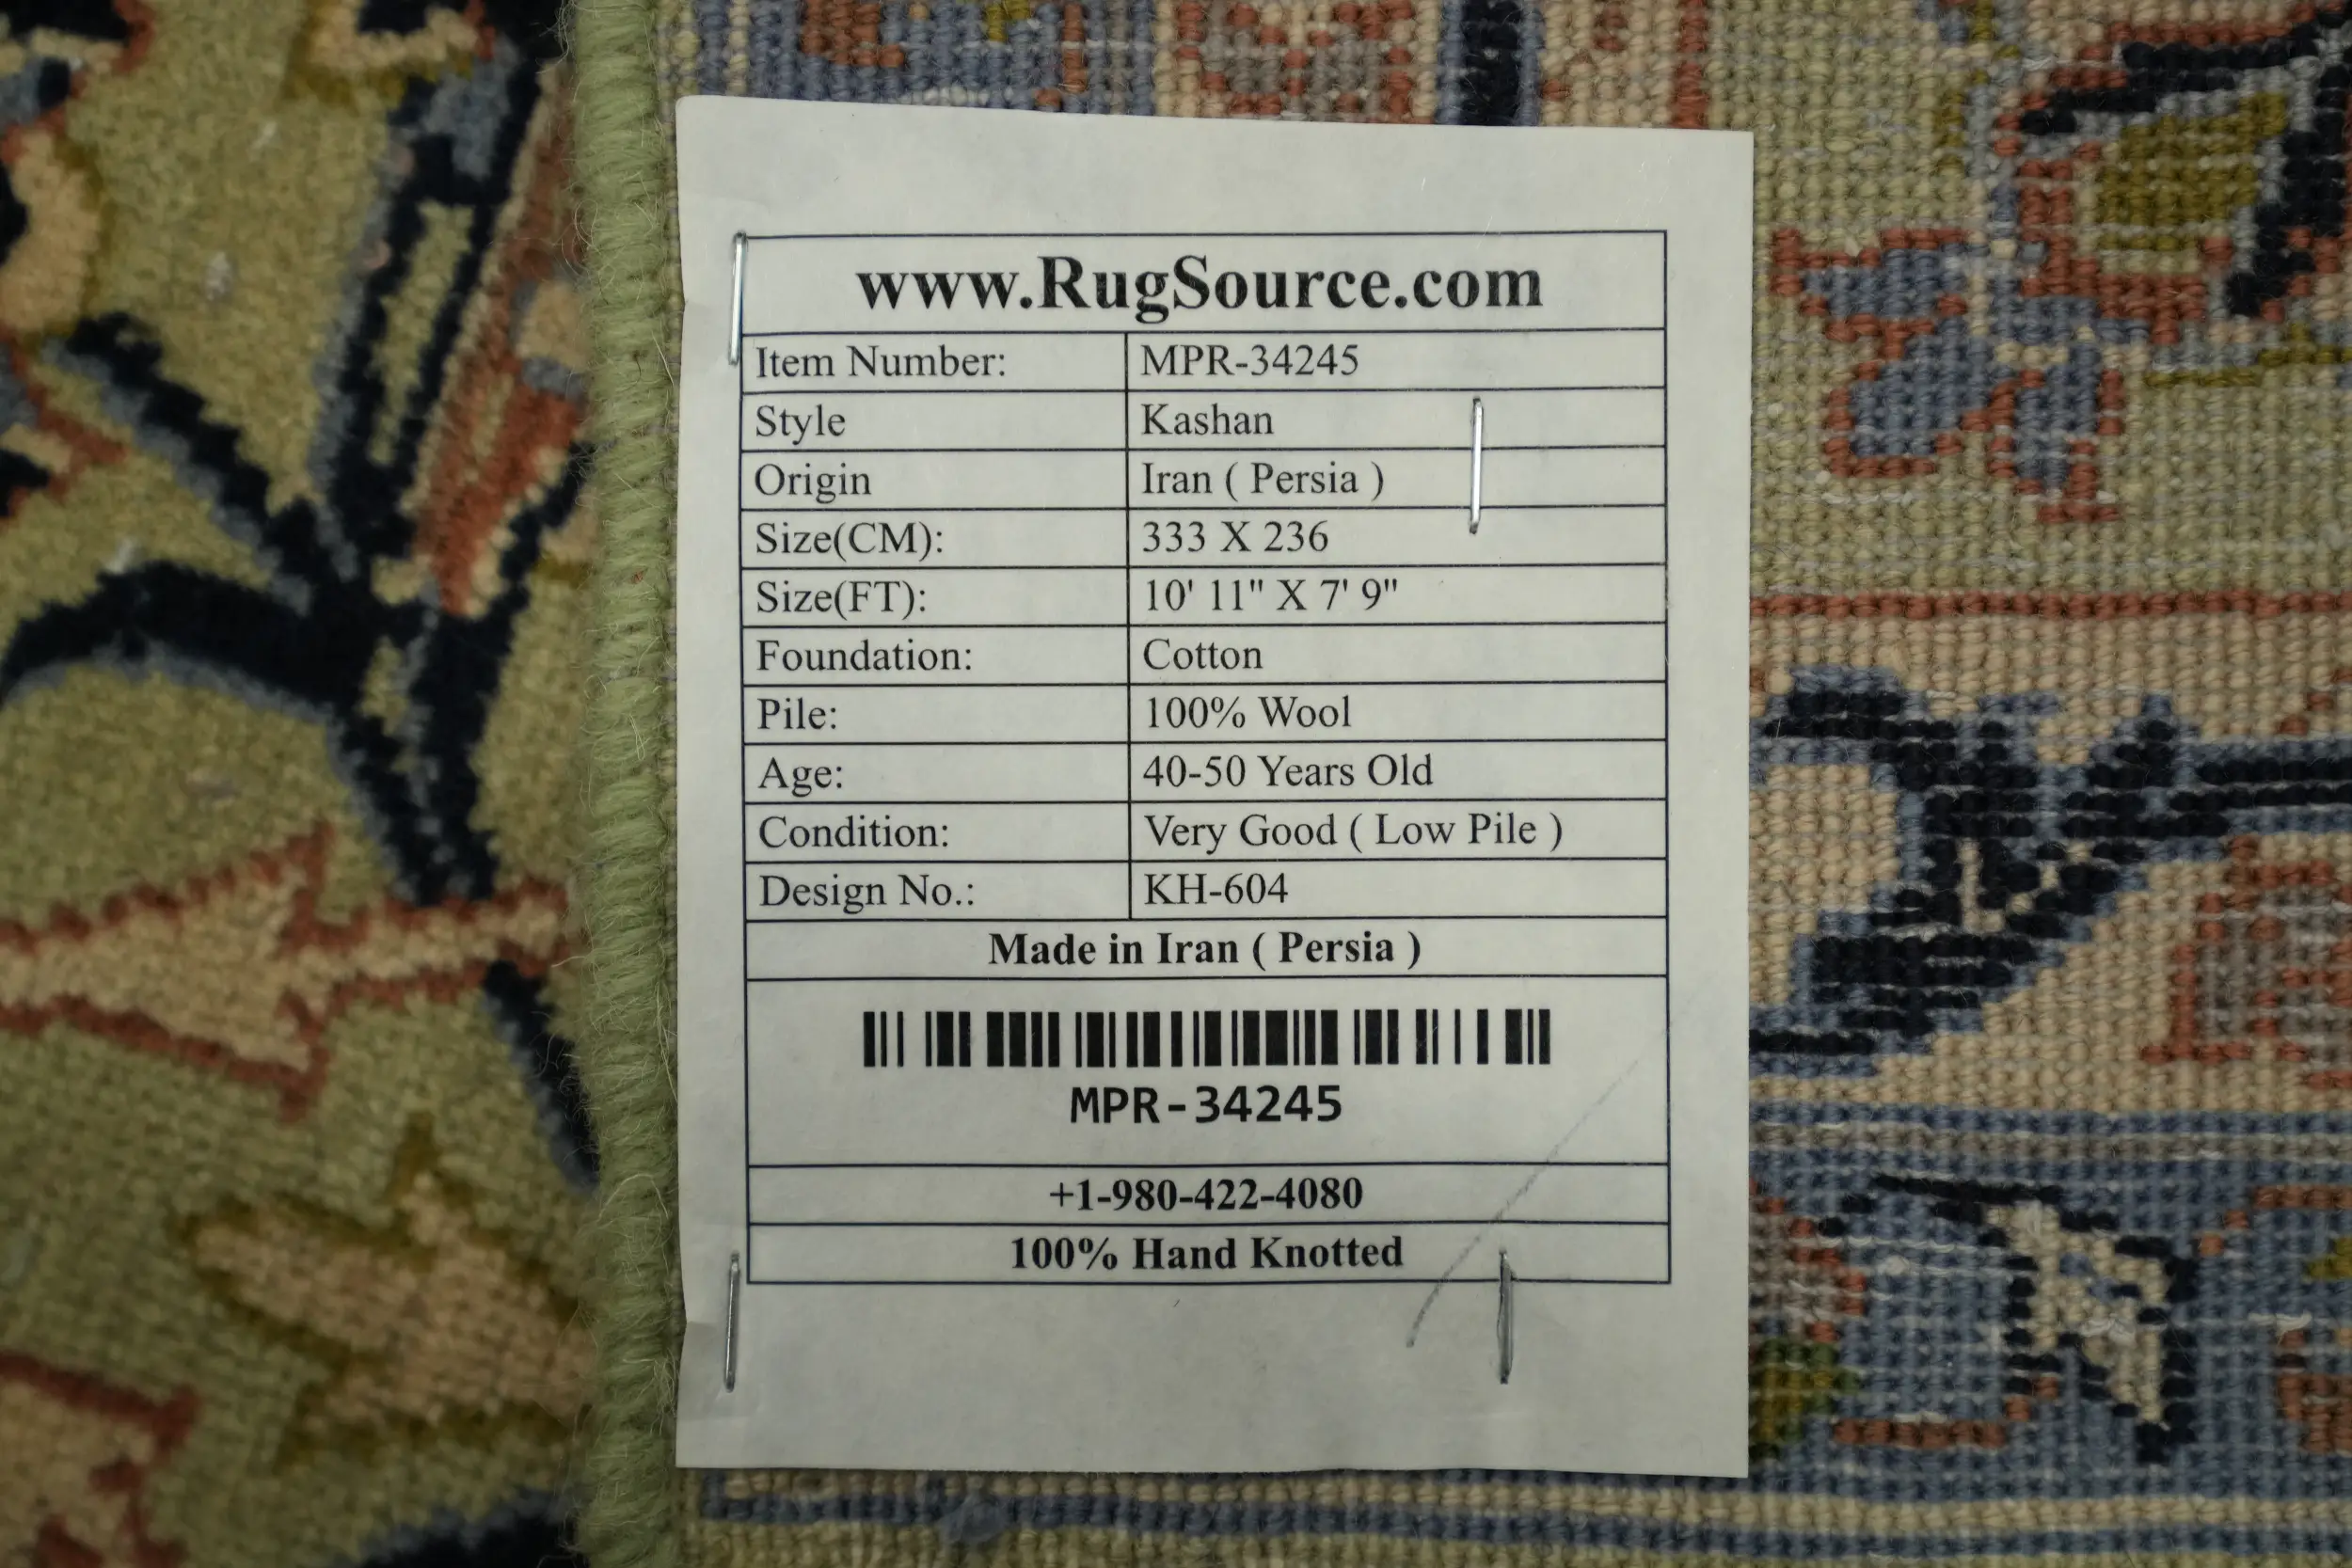 www.RugSource.com
Item Number: MPR-34245
Style Kashan
Origin Iran ( Persia )
Size(CM): 333 X 236
Size(FT): 10' 11" X 7' 9"
Foundation: Cotton
Pile: 100% Wool
Age: 40-50 Years Old
Condition: Very Good ( Low Pile )
Design No.: KH-604
Made in Iran ( Persia )
MPR-34245
+1-980-422-4080
100% Hand Knotted